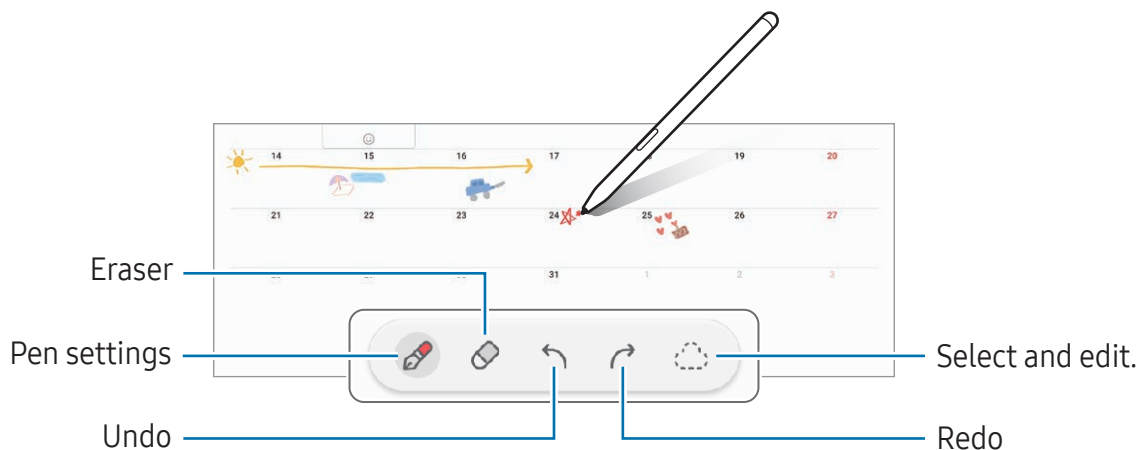 14 15 16 17 19 20
21 22 23 24 25 26 27
31 1 2 3
Eraser
Pen settings
Select and edit.
Undo
Redo